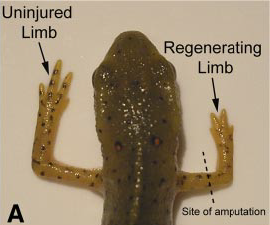 Uninjured
Limb
Regenerating
Limb
Site of amputation
A